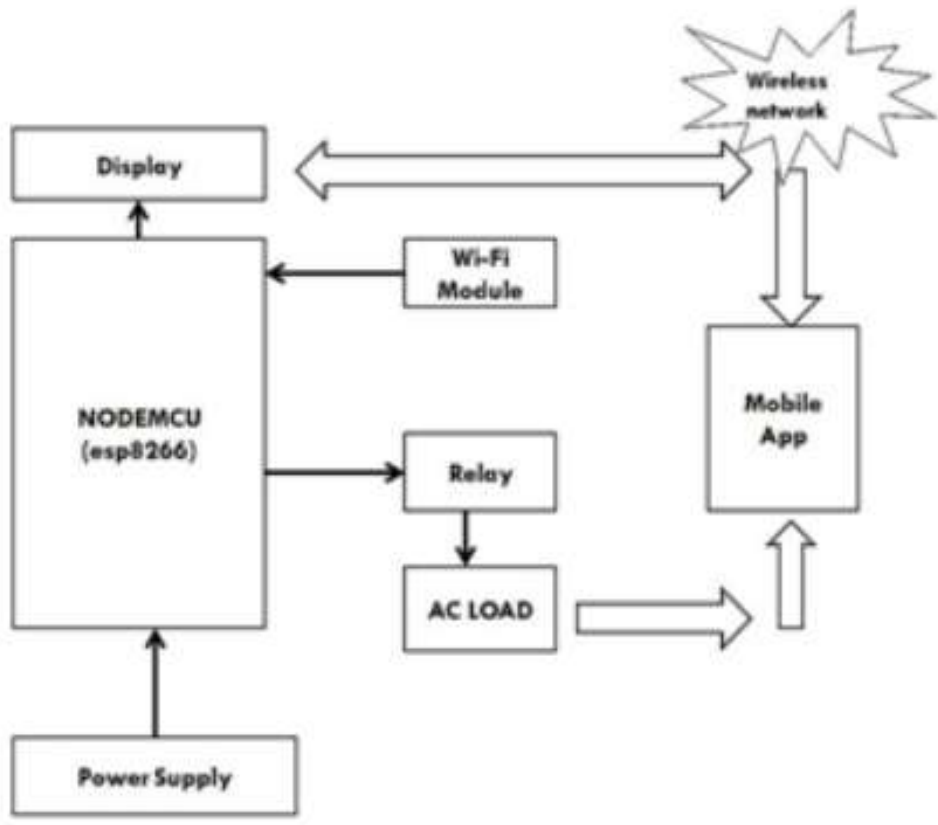 Wireless
network
Display
Wi-Fi
Module
NODEMCU
(esp8266)
Mobile
App
Relay
AC LOAD
Power Supply